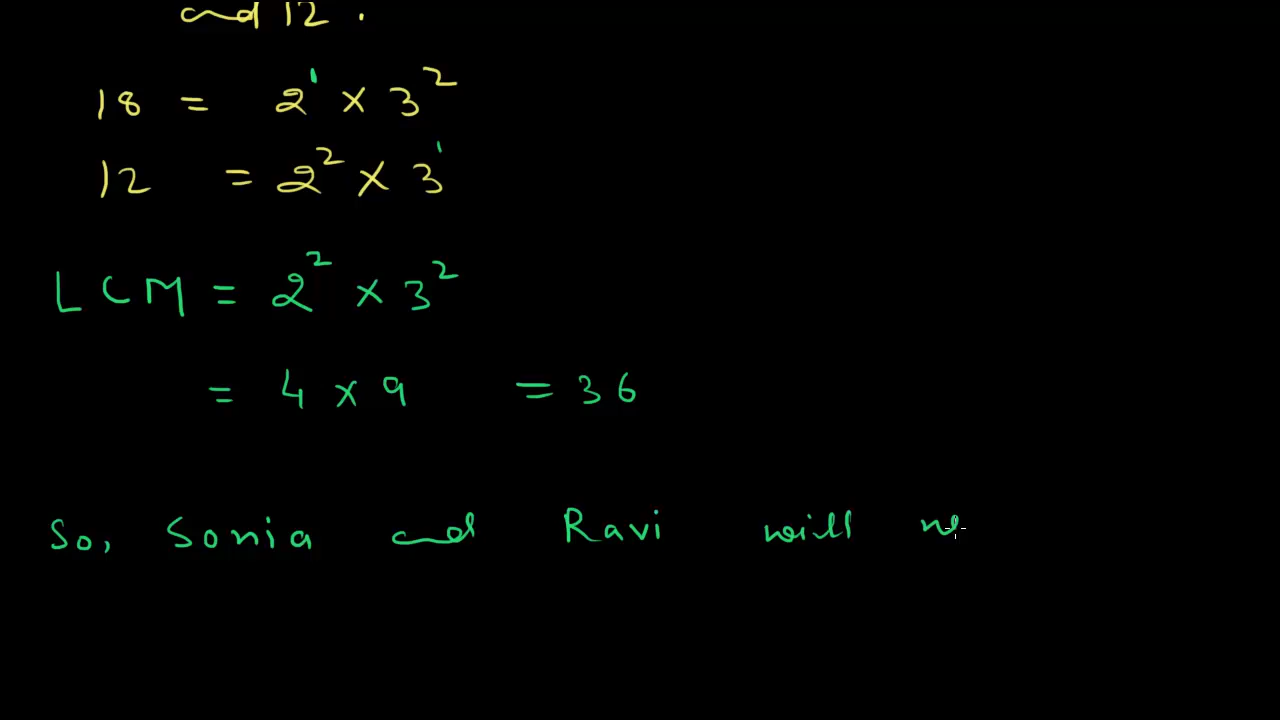 and 12.
18 = 2¹ × 3²
12 = 2² × 3¹
LCM = 2² × 3²
= 4 × 9 = 36
So, Sonia and Ravi will